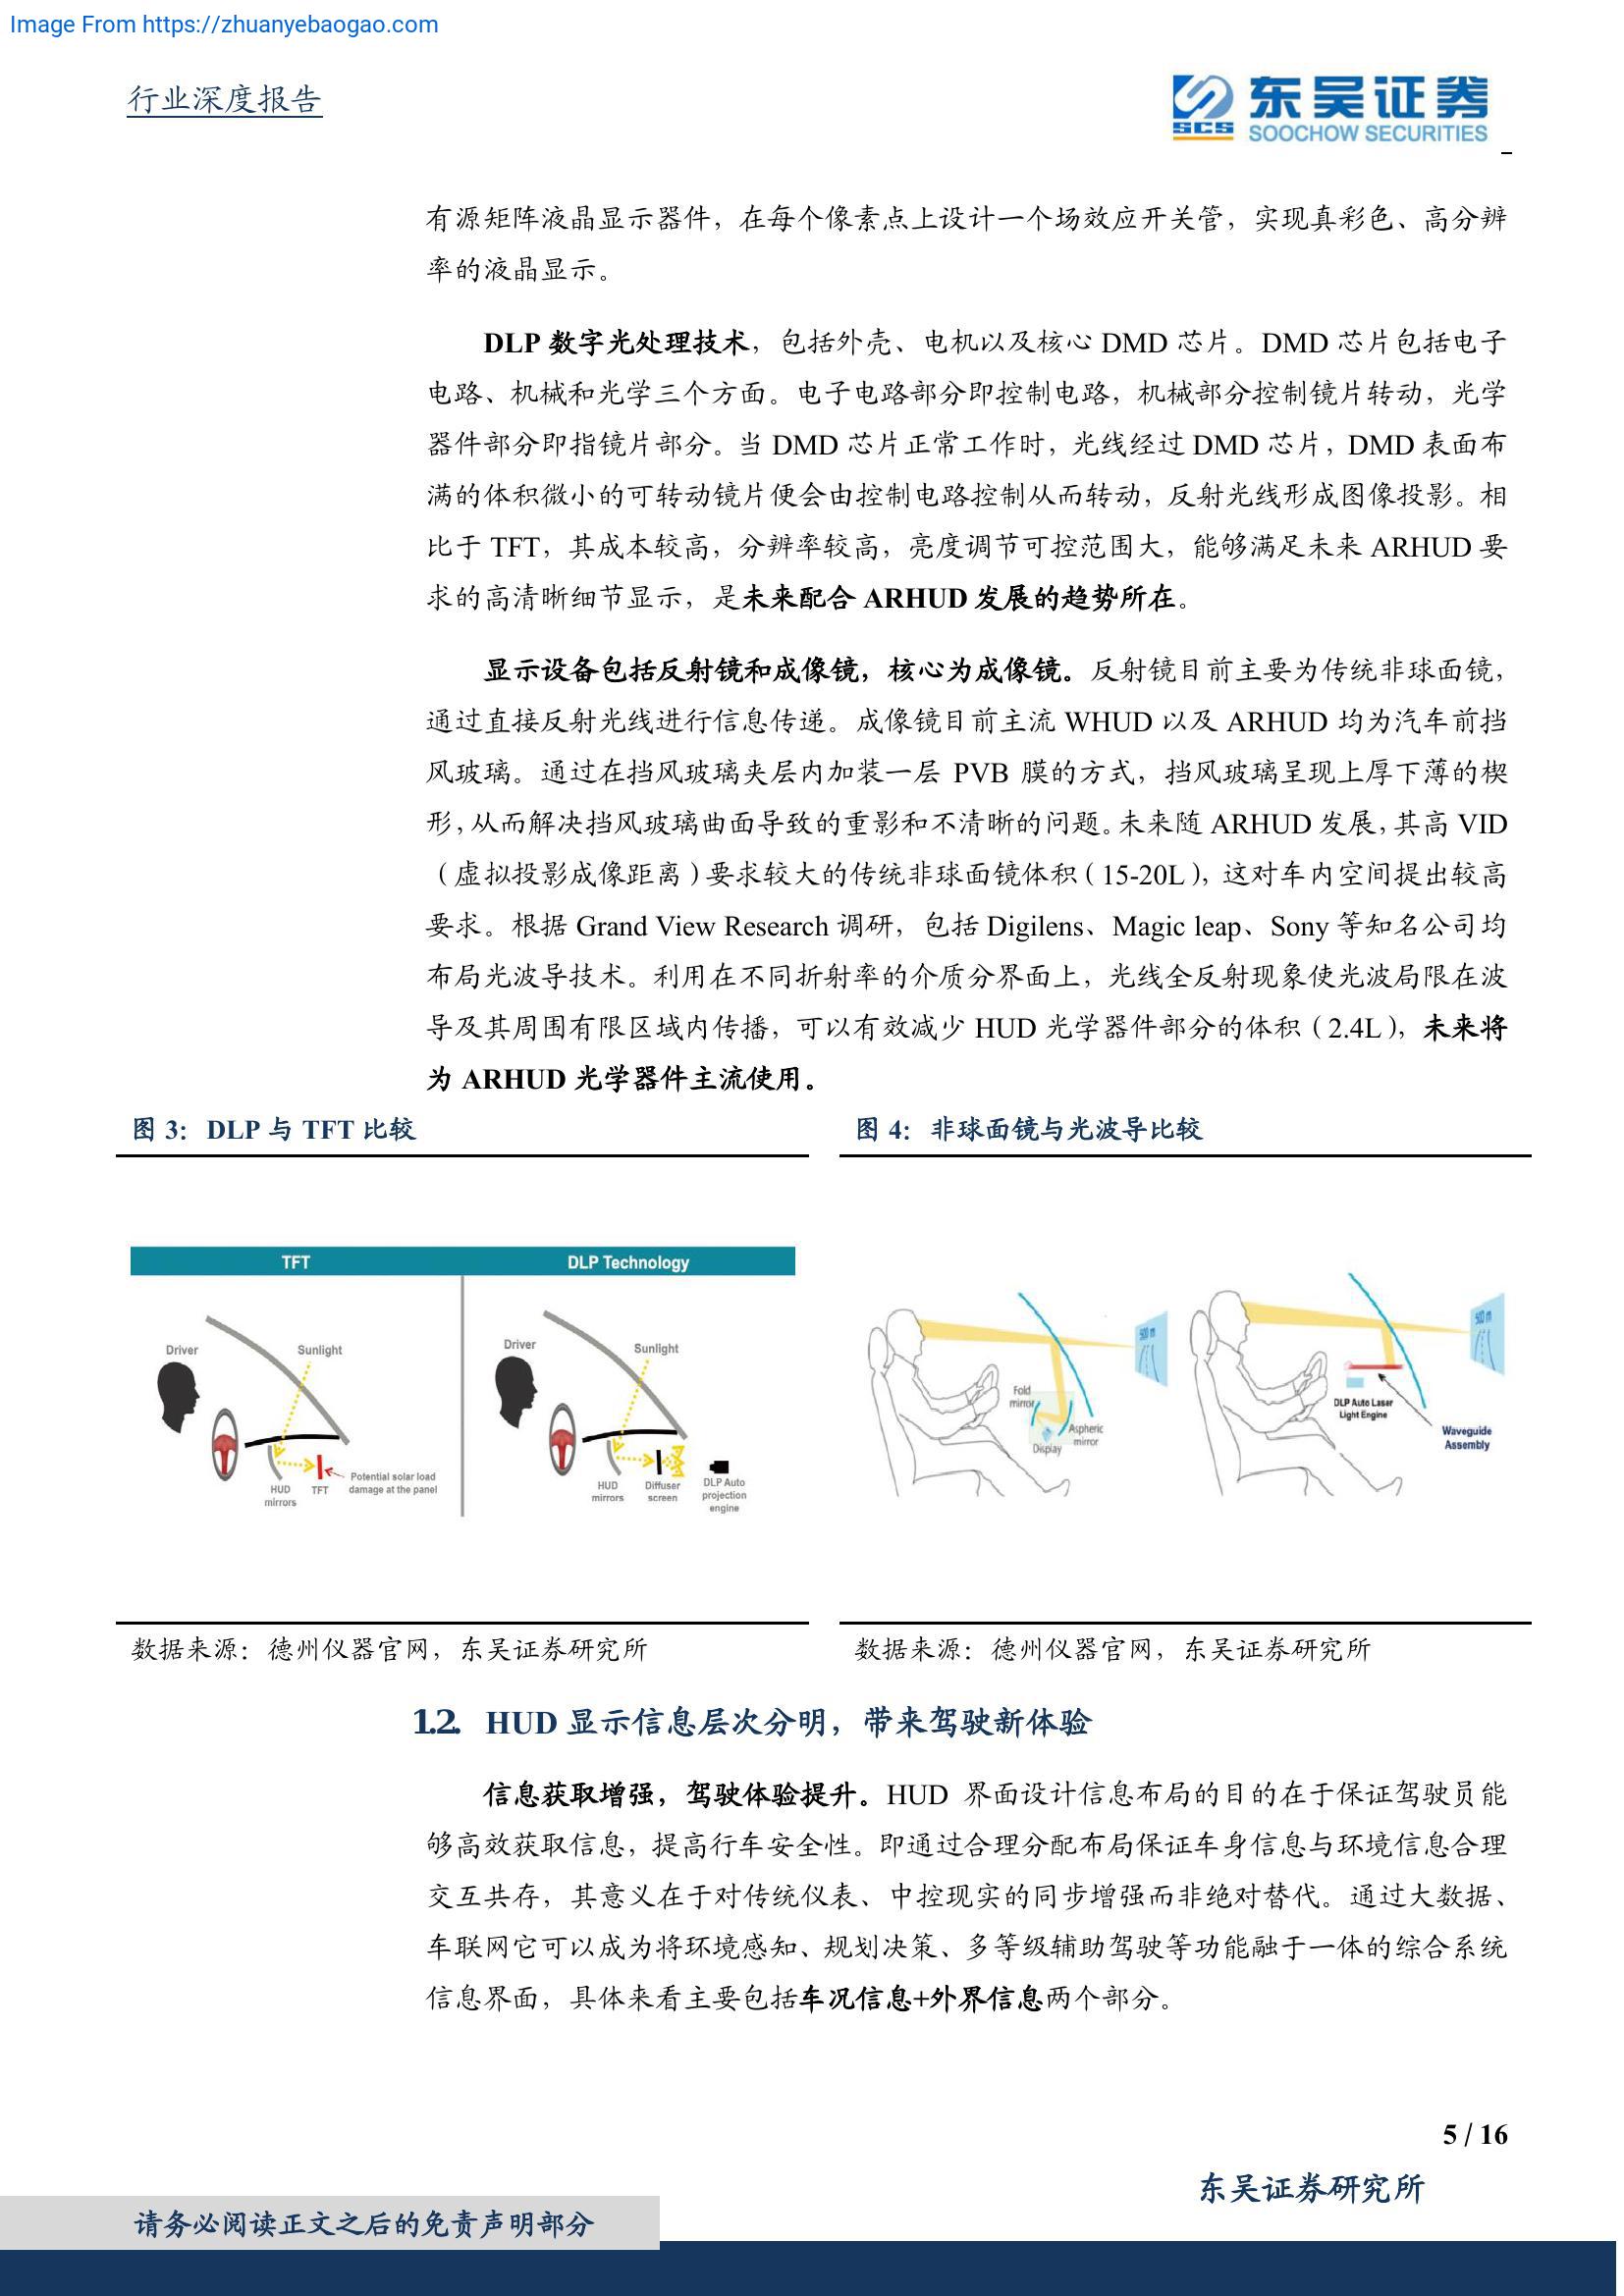 Image From https://zhuanyebaogao.com
行业深度报告
东吴证券
SCS
SOOCHOW SECURITIES
有源矩阵液晶显示器件，在每个像素点上设计一个场效应开关管，实现真彩色、高分辨
率的液晶显示。
DLP 数字光处理技术，包括外壳、电机以及核心 DMD 芯片。DMD 芯片包括电子
电路、机械和光学三个方面。电子电路部分即控制电路，机械部分控制镜片转动，光学
器件部分即指镜片部分。当 DMD 芯片正常工作时，光线经过 DMD 芯片，DMD 表面布
满的体积微小的可转动镜片便会由控制电路控制从而转动，反射光线形成图像投影。相
比于 TFT，其成本较高，分辨率较高，亮度调节可控范围大，能够满足未来 ARHUD 要
求的高清晰细节显示，是未来配合 ARHUD 发展的趋势所在。
显示设备包括反射镜和成像镜，核心为成像镜。反射镜目前主要为传统非球面镜，
通过直接反射光线进行信息传递。成像镜目前主流 WHUD 以及 ARHUD 均为汽车前挡
风玻璃。通过在挡风玻璃夹层内加装一层 PVB 膜的方式，挡风玻璃呈现上厚下薄的楔
形，从而解决挡风玻璃曲面导致的重影和不清晰的问题。未来随 ARHUD 发展，其高 VID
（虚拟投影成像距离）要求较大的传统非球面镜体积（15-20L），这对车内空间提出较高
要求。根据 Grand View Research 调研，包括 Digilens、Magic leap、Sony 等知名公司均
布局光波导技术。利用在不同折射率的介质分界面上，光线全反射现象使光波局限在波
导及其周围有限区域内传播，可以有效减少 HUD 光学器件部分的体积（2.4L），未来将
为 ARHUD 光学器件主流使用。
图 3： DLP 与 TFT 比较
TFT
DLP Technology
Driver
Sunlight
HUD
mirrors
TFT
Potential solar load
damage at the panel
Driver
Sunlight
HUD
mirrors
Diffuser
screen
DLP Auto
projection
engine
数据来源：德州仪器官网，东吴证券研究所
图 4： 非球面镜与光波导比较
500 m
Fold
mirror
Aspheric
mirror
Display
500 m
DLP Auto Laser
Light Engine
Waveguide
Assembly
数据来源：德州仪器官网，东吴证券研究所
1.2. HUD 显示信息层次分明，带来驾驶新体验
信息获取增强，驾驶体验提升。HUD 界面设计信息布局的目的在于保证驾驶员能
够高效获取信息，提高行车安全性。即通过合理分配布局保证车身信息与环境信息合理
交互共存，其意义在于对传统仪表、中控现实的同步增强而非绝对替代。通过大数据、
车联网它可以成为将环境感知、规划决策、多等级辅助驾驶等功能融于一体的综合系统
信息界面，具体来看主要包括车况信息+外界信息两个部分。
5 / 16
东吴证券研究所
请务必阅读正文之后的免责声明部分